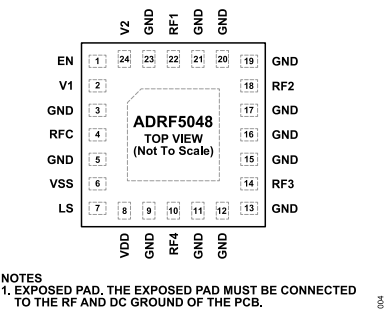 V2 GND RF1 GND GND
24 23 22 21 20
EN 1 19 GND
V1 2 18 RF2
GND 3 17 GND
RFC 4 16 GND
GND 5 15 GND
VSS 6 14 RF3
LS 7 13 GND
ADRF5048
TOP VIEW
(Not To Scale)
8 9 10 11 12
VDD GND RF4 GND GND
NOTES
1. EXPOSED PAD. THE EXPOSED PAD MUST BE CONNECTED
TO THE RF AND DC GROUND OF THE PCB.
004